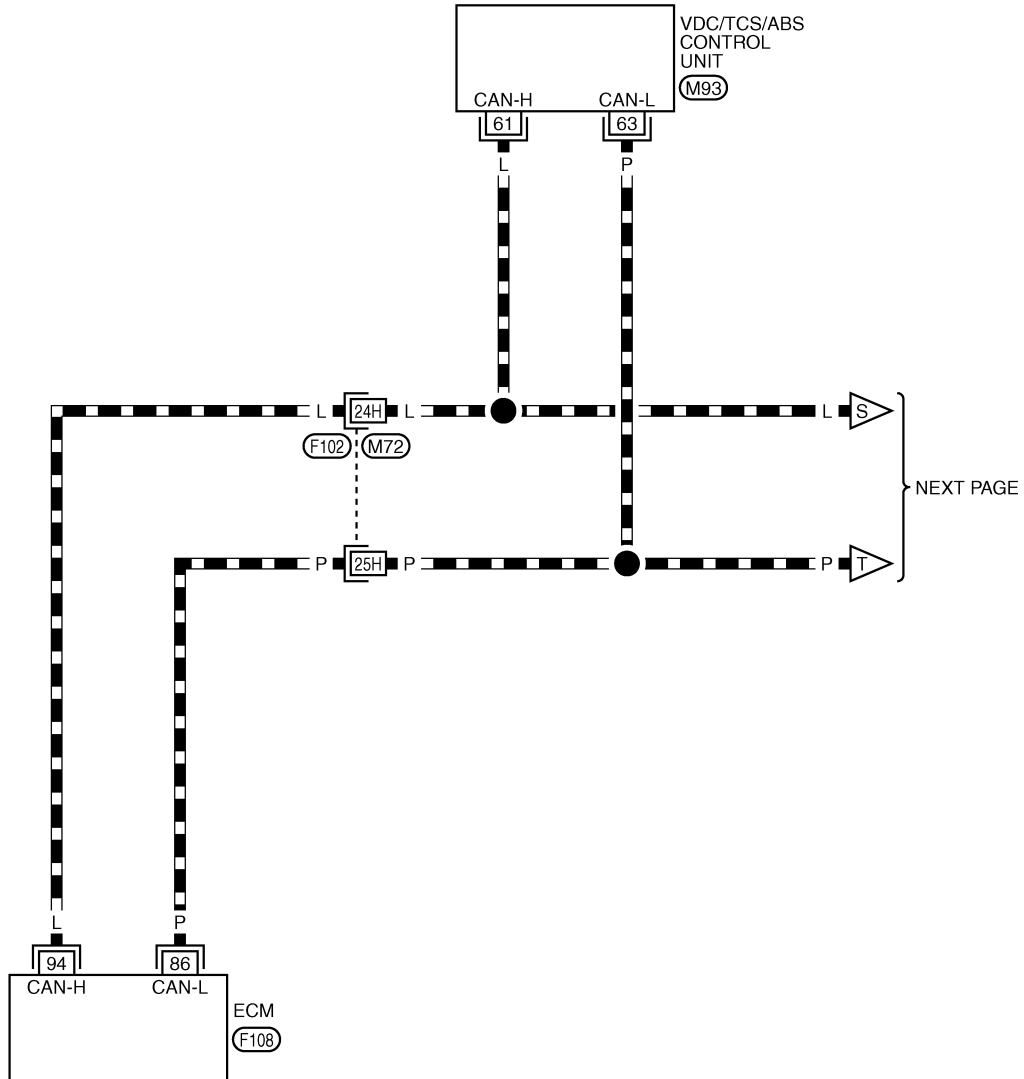 VDC/TCS/ABS
CONTROL
UNIT
M93
CAN-H CAN-L
61 63
L P
L 24H L L S
F102 M72
NEXT PAGE
P 25H P P T
L P
94 86
CAN-H CAN-L
ECM
F108